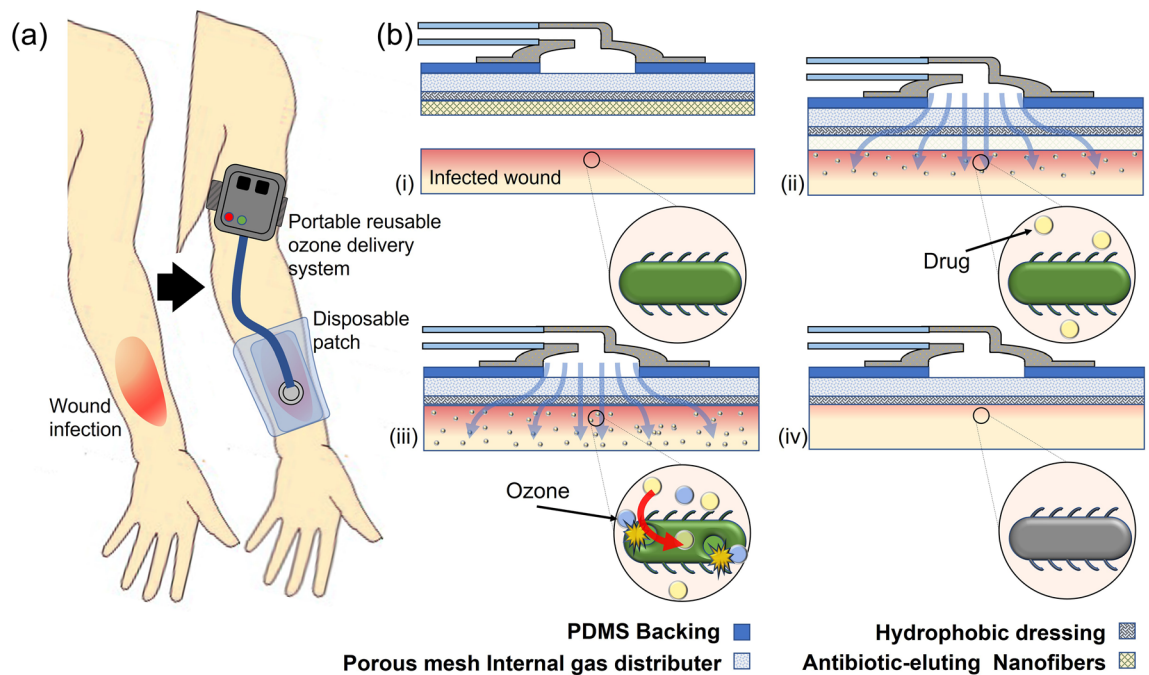 (a)
Portable reusable
ozone delivery
system
Disposable
patch
Wound
infection
(b)
(i)
Infected wound
(ii)
Drug
(iii)
Ozone
(iv)
PDMS Backing
Porous mesh Internal gas distributer
Hydrophobic dressing
Antibiotic-eluting Nanofibers